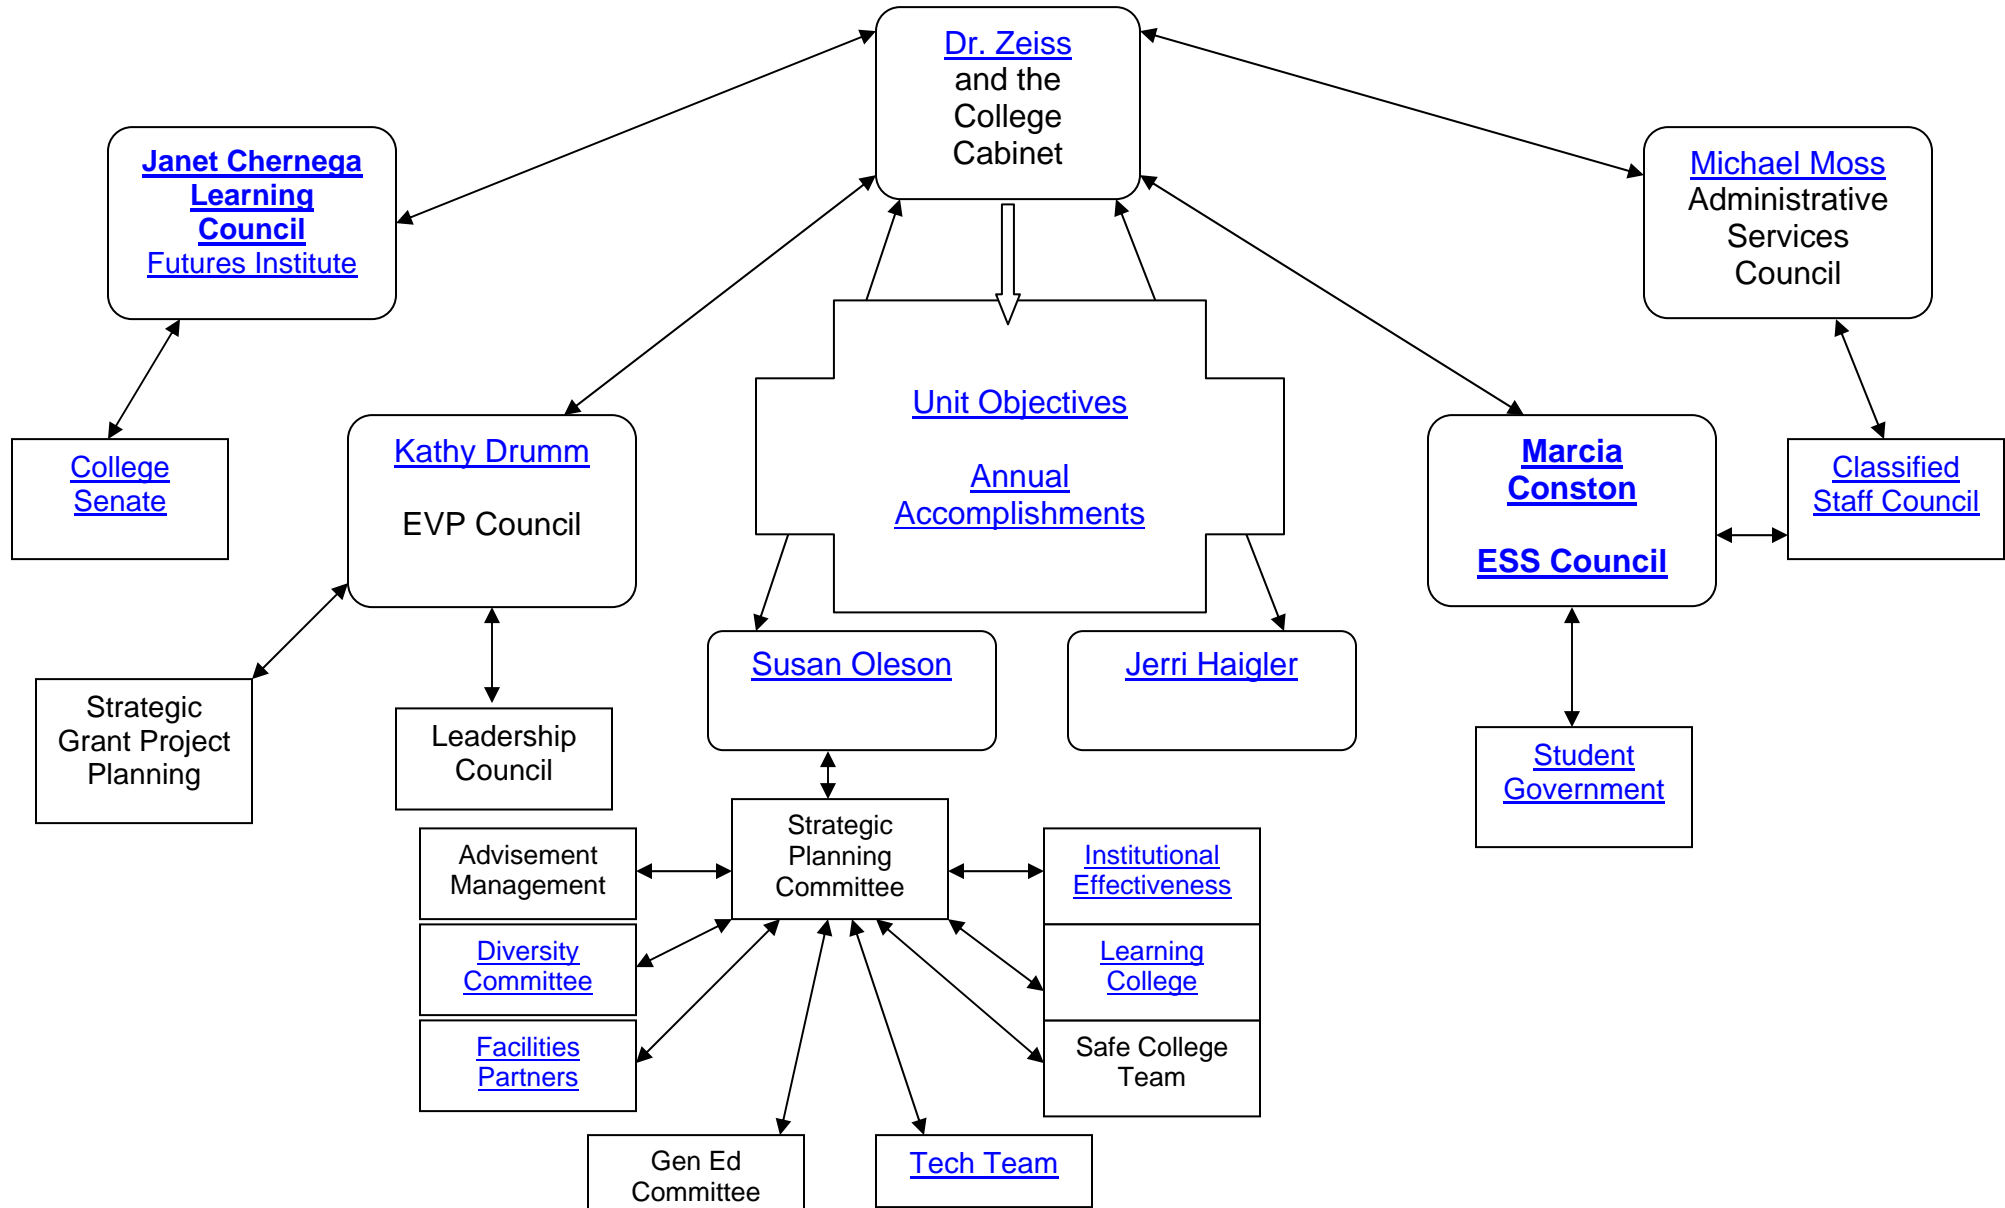 Dr. Zeiss
and the
College
Cabinet
Janet Chernega
Learning
Council
Futures Institute
Michael Moss
Administrative
Services
Council
Unit Objectives
Annual
Accomplishments
College
Senate
Kathy Drumm
EVP Council
Marcia
Conston
ESS Council
Classified
Staff Council
Susan Oleson
Jerri Haigler
Strategic
Grant Project
Planning
Leadership
Council
Student
Government
Strategic
Planning
Committee
Advisement
Management
Institutional
Effectiveness
Diversity
Committee
Learning
College
Facilities
Partners
Safe College
Team
Gen Ed
Committee
Tech Team